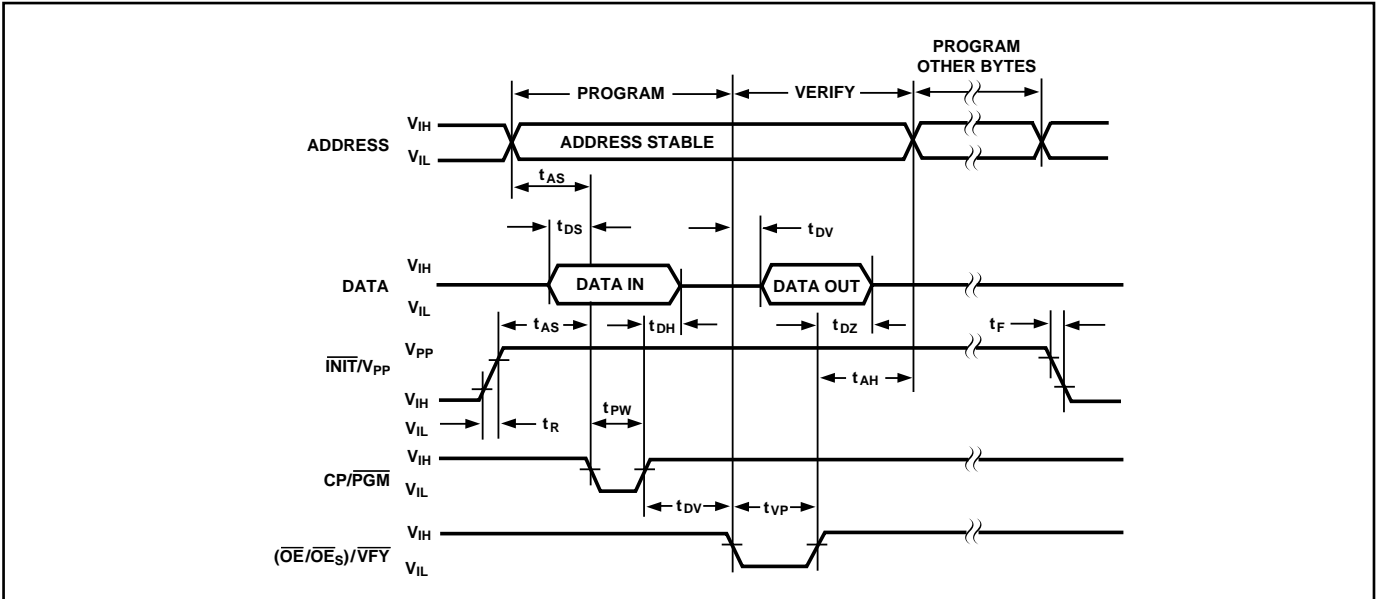 PROGRAM
OTHER BYTES
PROGRAM
VERIFY
ADDRESS
VIH
VIL
ADDRESS STABLE
tAS
tDS
tDV
DATA
VIH
VIL
DATA IN
DATA OUT
tAS
tDH
tDZ
tF
INIT/VPP
VPP
VIH
VIL
tAH
tR
tPW
CP/PGM
VIH
VIL
tDV
tVP
(OE/OES)/VFY
VIH
VIL